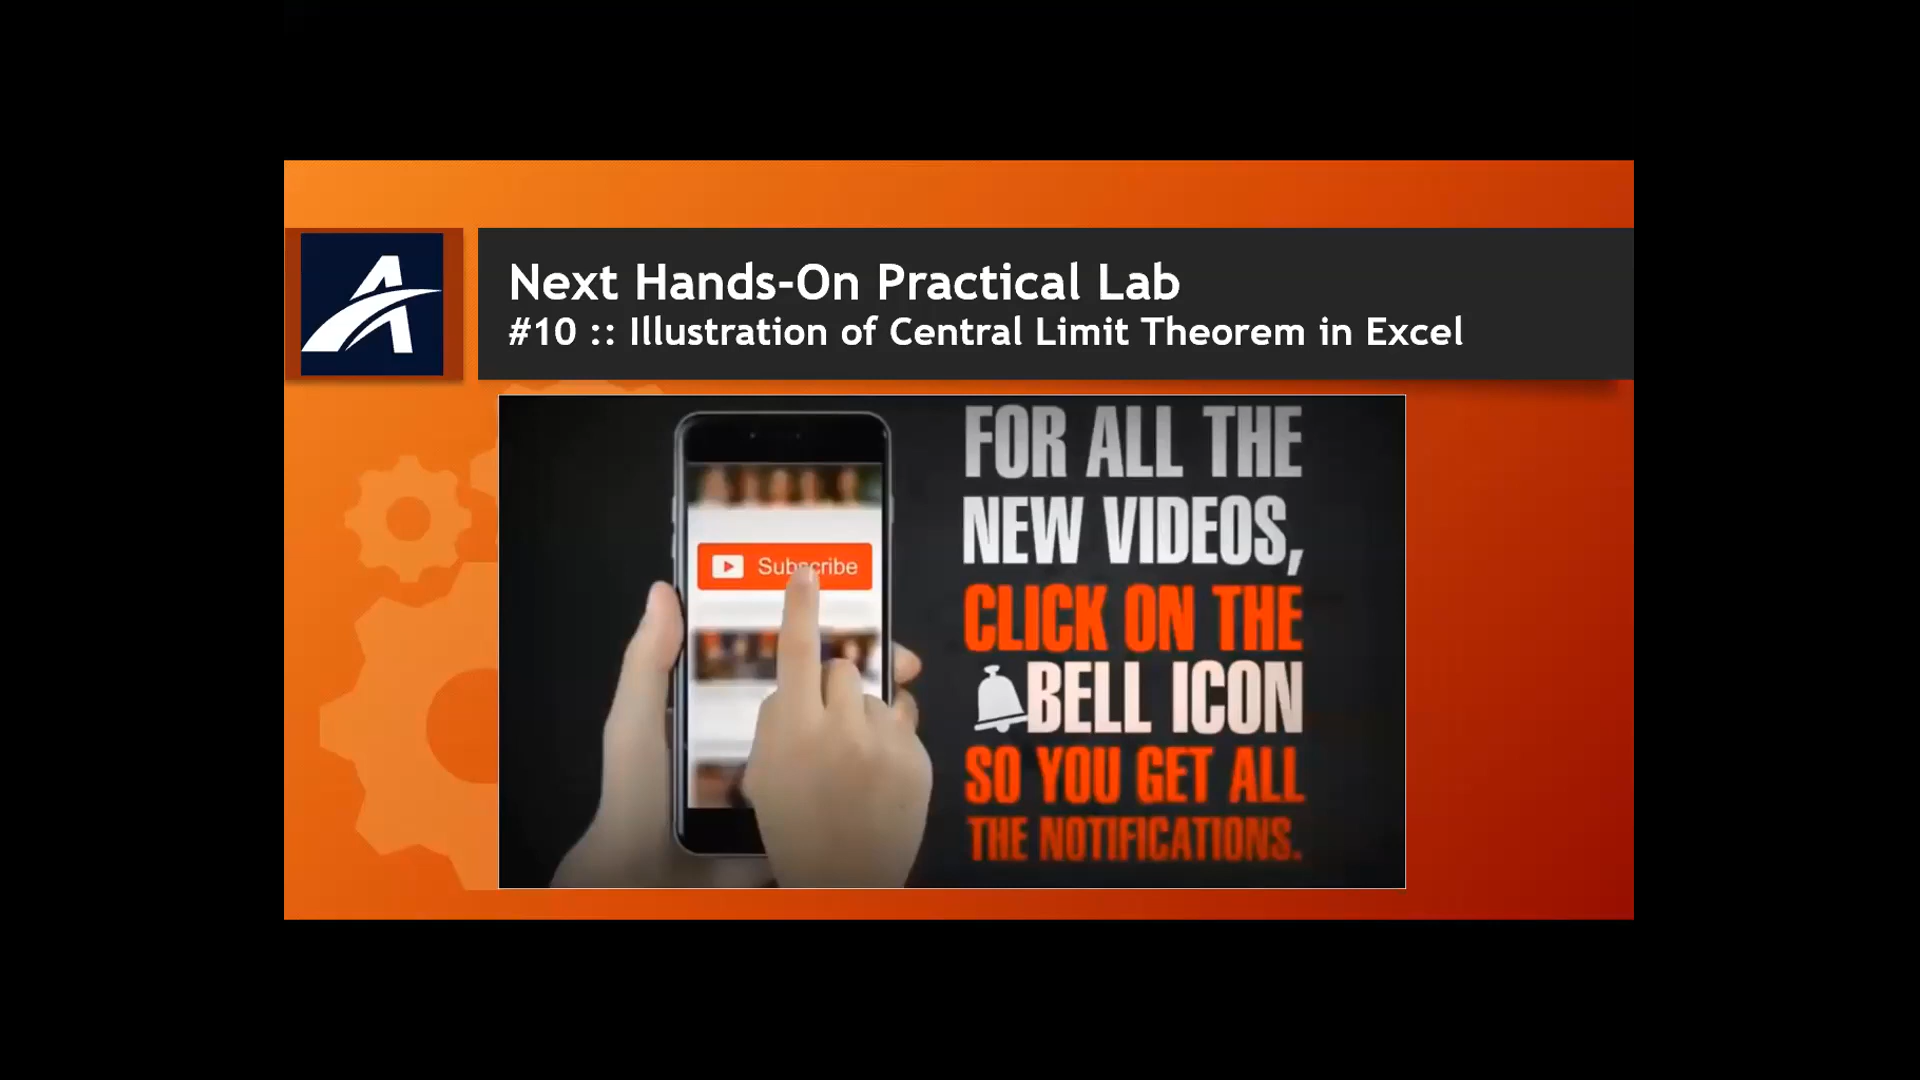 Next Hands-On Practical Lab
#10 :: Illustration of Central Limit Theorem in Excel
FOR ALL THE
NEW VIDEOS,
Subscribe
CLICK ON THE
BELL ICON
SO YOU GET ALL
THE NOTIFICATIONS.